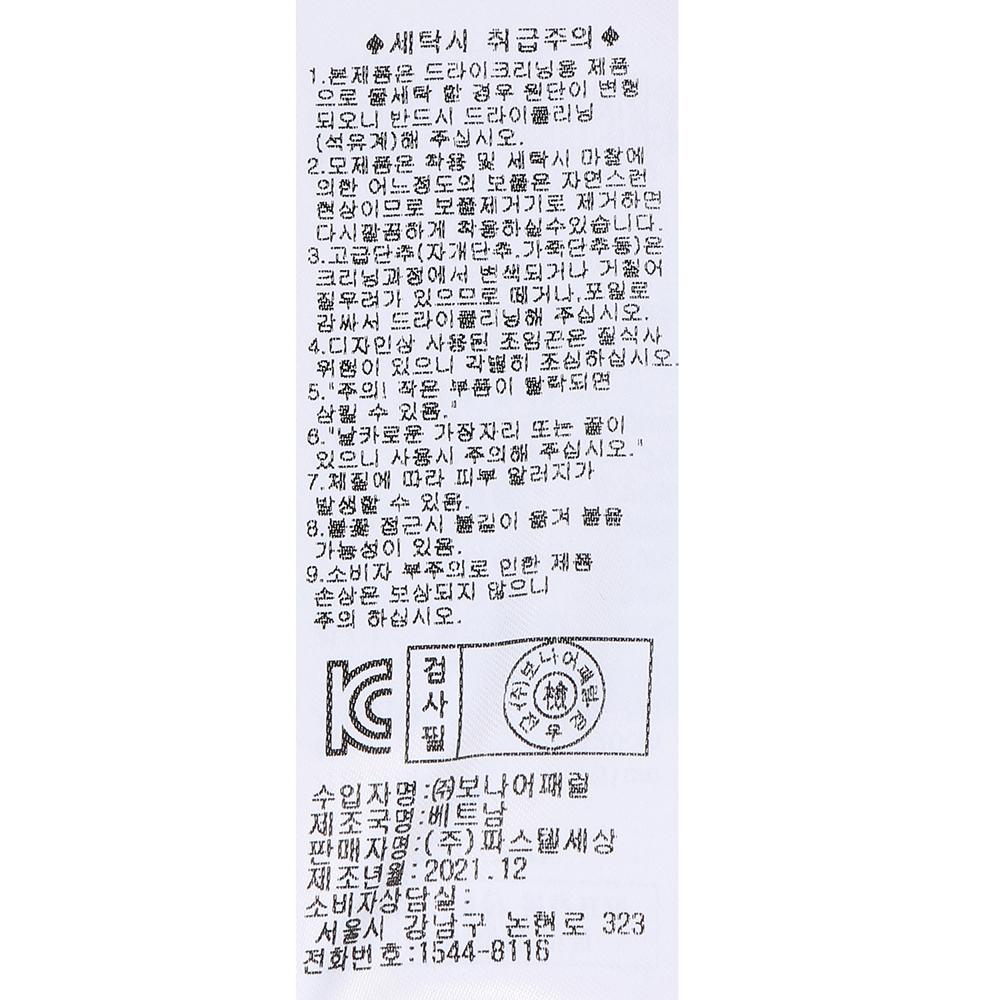 ♠세탁시 취급주의♠
1.본제품은 드라이크리닝용 제품
으로 물세탁 할 경우 원단이 변형
되오니 반드시 드라이클리닝
(석유계)해 주십시오.
2.모제품은 착용 및 세탁시 마찰에
의한 어느정도의 보풀은 자연스런
현상이므로 보풀제거기로 제거하면
다시깔끔하게 착용하실수있습니다.
3.고급단추(자개단추.가죽단추등)은
크리닝과정에서 변색되거나 거칠어
질우려가 있으므로 떼거나.포일로
감싸서 드라이클리닝해 주십시오.
4.디자인상 사용된 조임끈은 질식사
위험이 있으니 각별히 조심하십시오.
5."주의! 작은 부품이 탈락되면
삼킬 수 있음."
6."날카로운 가장자리 또는 끝이
있으니 사용시 주의해 주십시오."
7.체질에 따라 피부 알러지가
발생할 수 있음.
8.불꽃 접근시 불길이 옮겨 붙을
가능성이 있음.
9.소비자 부주의로 인한 제품
손상은 보상되지 않으니
주의 하십시오.
KC
검사필
(주)보나어패럴
檢
수입자명:㈜보나어패럴
제조국명:베트남
판매자명:(주)파스텔세상
제조년월:2021.12
소비자상담실:
서울시 강남구 논현로 323
전화번호:1544-8116